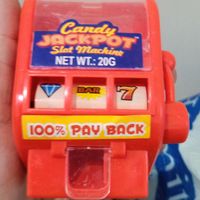 Candy
JACKPOT
Slot Machine
NET WT.: 20G
BAR 7
100% PAY BACK